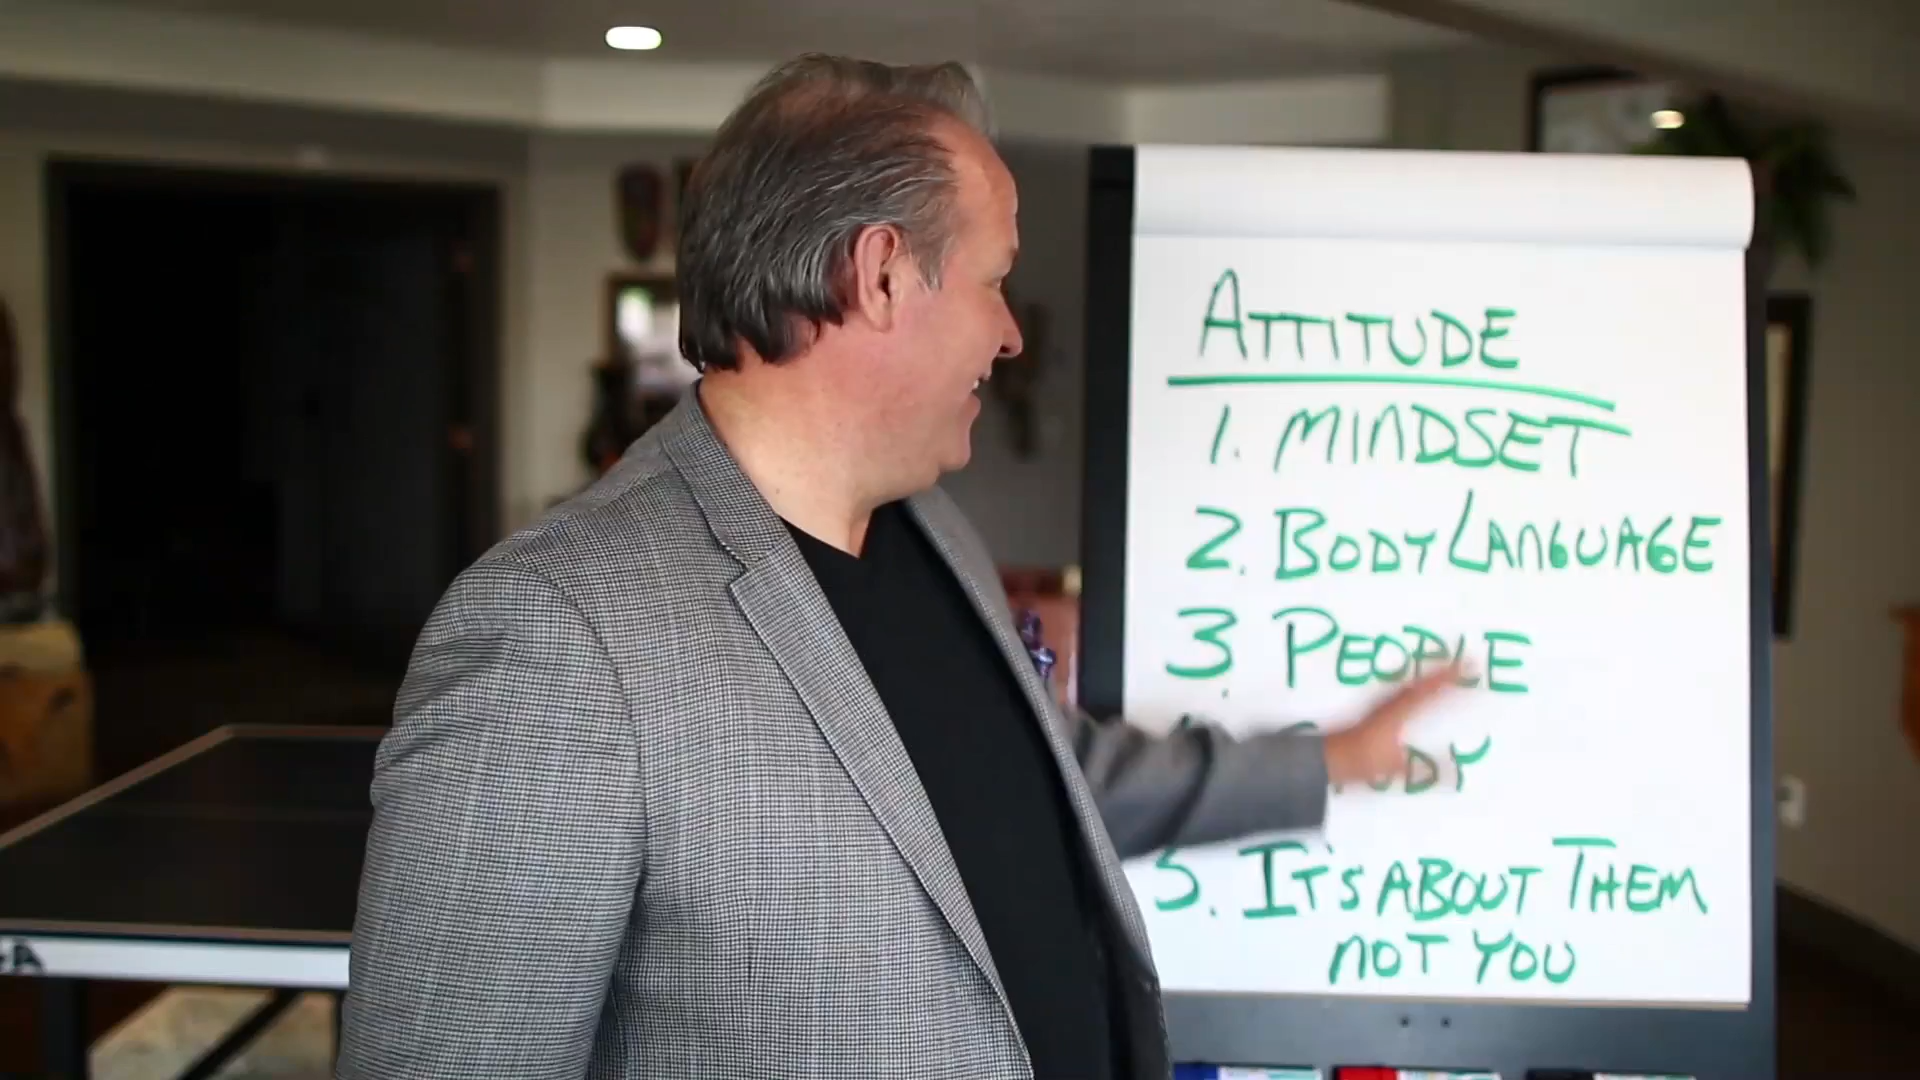 ATTITUDE
1. MINDSET
2. BODY LANGUAGE
3. PEOPLE
5. IT'S ABOUT THEM
NOT YOU